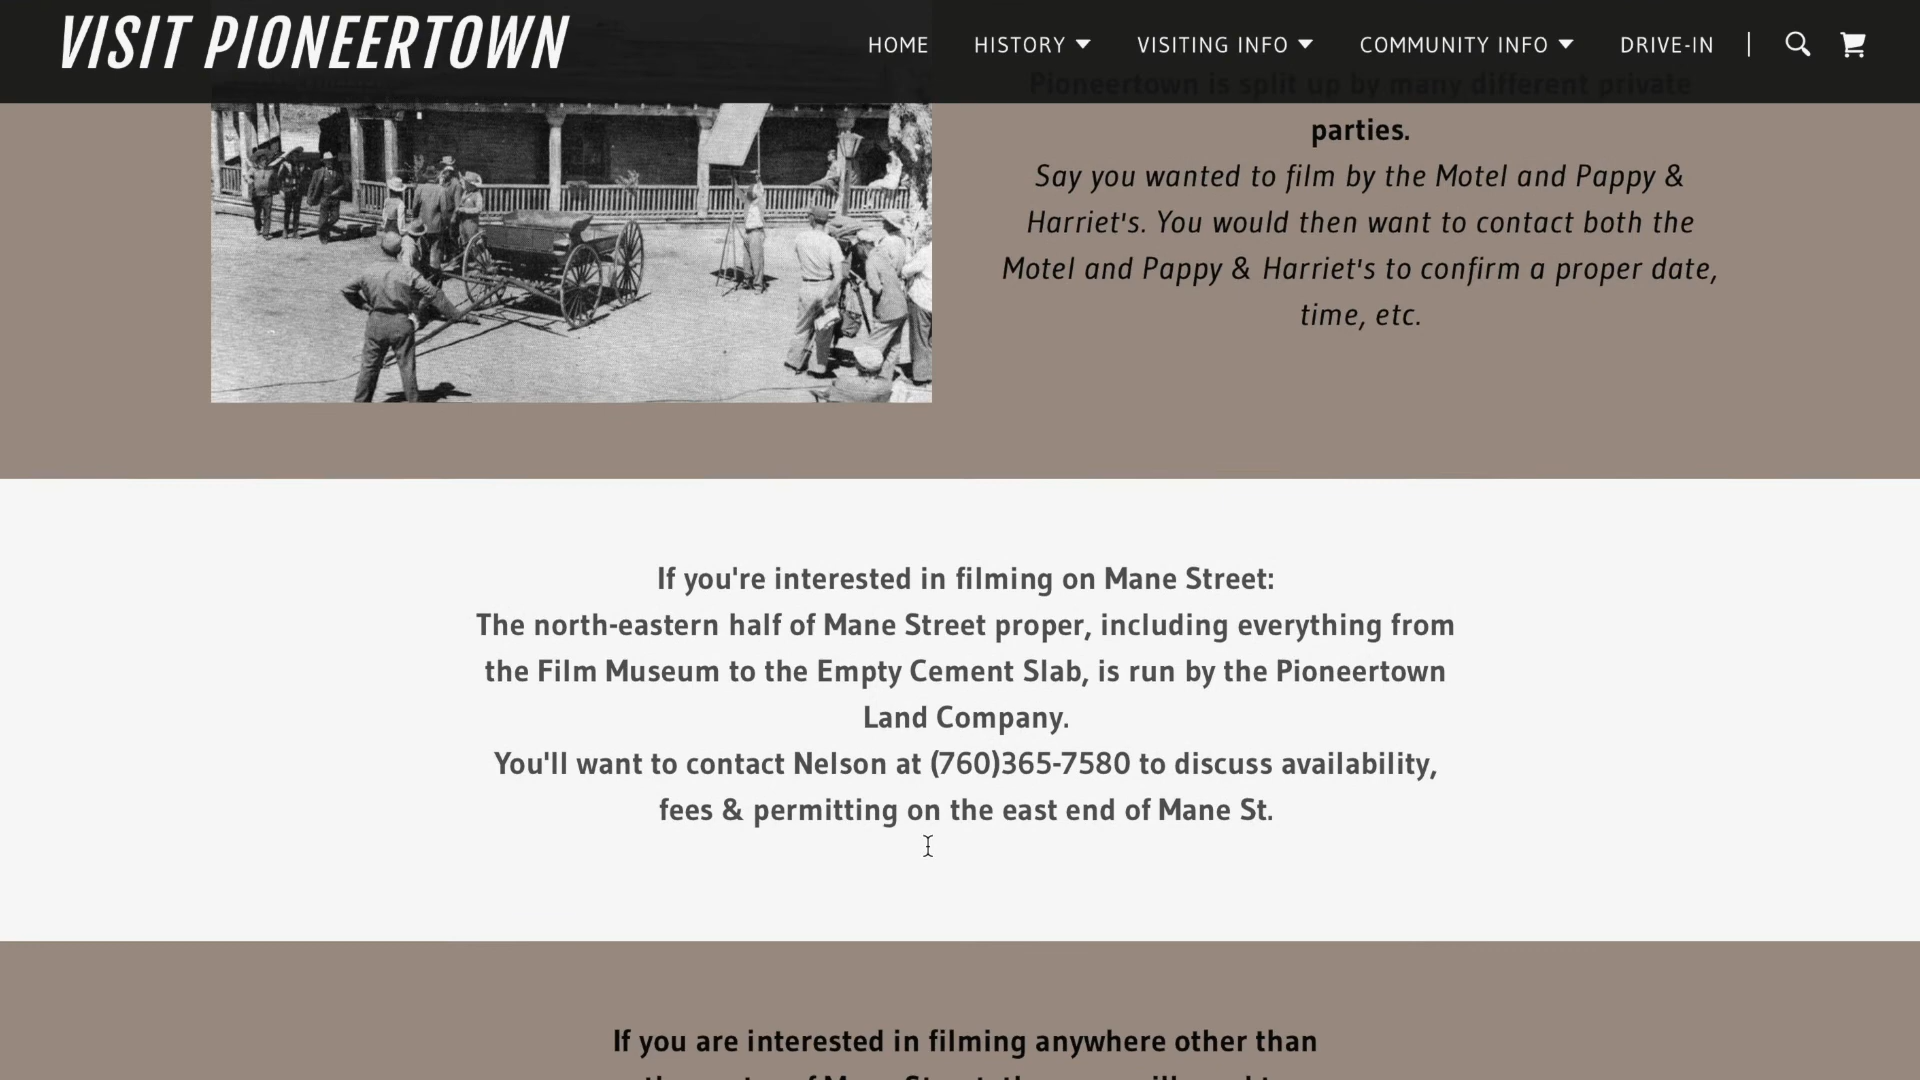 VISIT PIONEERTOWN
HOME HISTORY VISITING INFO COMMUNITY INFO DRIVE-IN
Pioneertown is split up by many different private
parties.
Say you wanted to film by the Motel and Pappy &
Harriet's. You would then want to contact both the
Motel and Pappy & Harriet's to confirm a proper date,
time, etc.
If you're interested in filming on Mane Street:
The north-eastern half of Mane Street proper, including everything from
the Film Museum to the Empty Cement Slab, is run by the Pioneertown
Land Company.
You'll want to contact Nelson at (760)365-7580 to discuss availability,
fees & permitting on the east end of Mane St.
If you are interested in filming anywhere other than